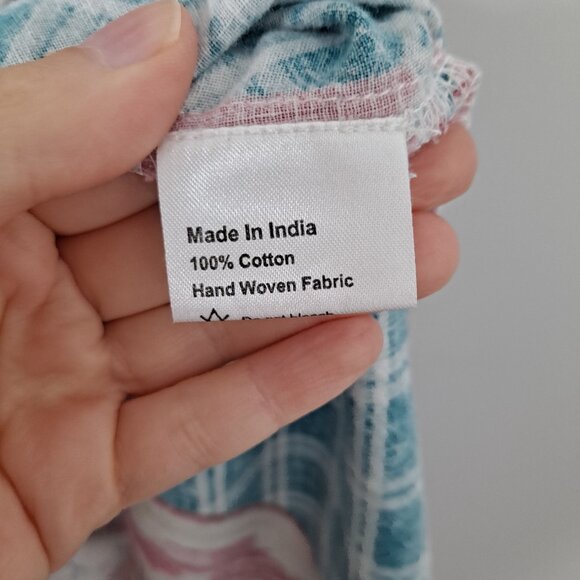 Made In India
100% Cotton
Hand Woven Fabric